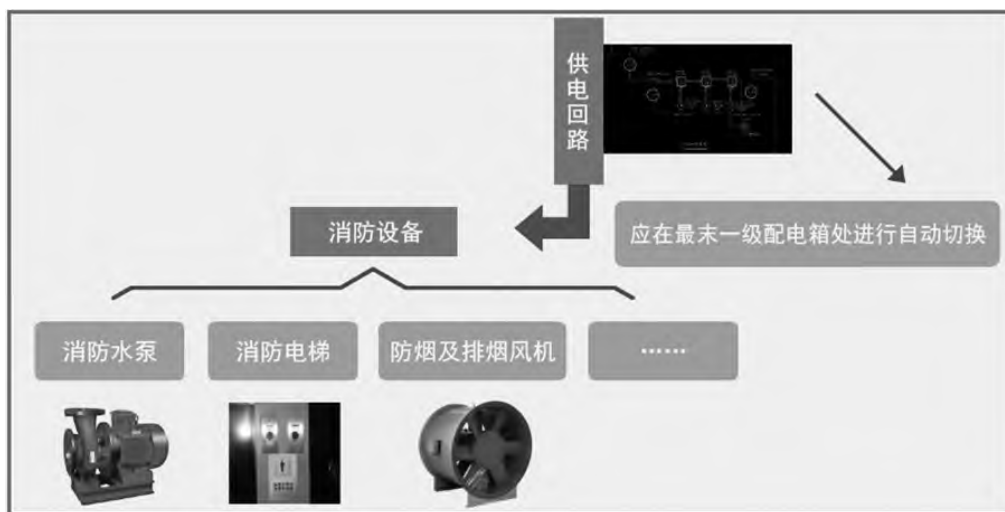 供电回路
消防设备
应在最末一级配电箱处进行自动切换
消防水泵
消防电梯
防烟及排烟风机
……